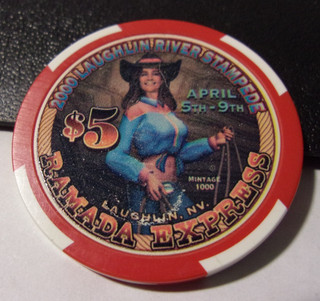 2000 LAUGHLIN RIVER STAMPEDE
APRIL
5TH - 9TH
$5
MINTAGE
1000
LAUGHLIN, NV.
RAMADA EXPRESS